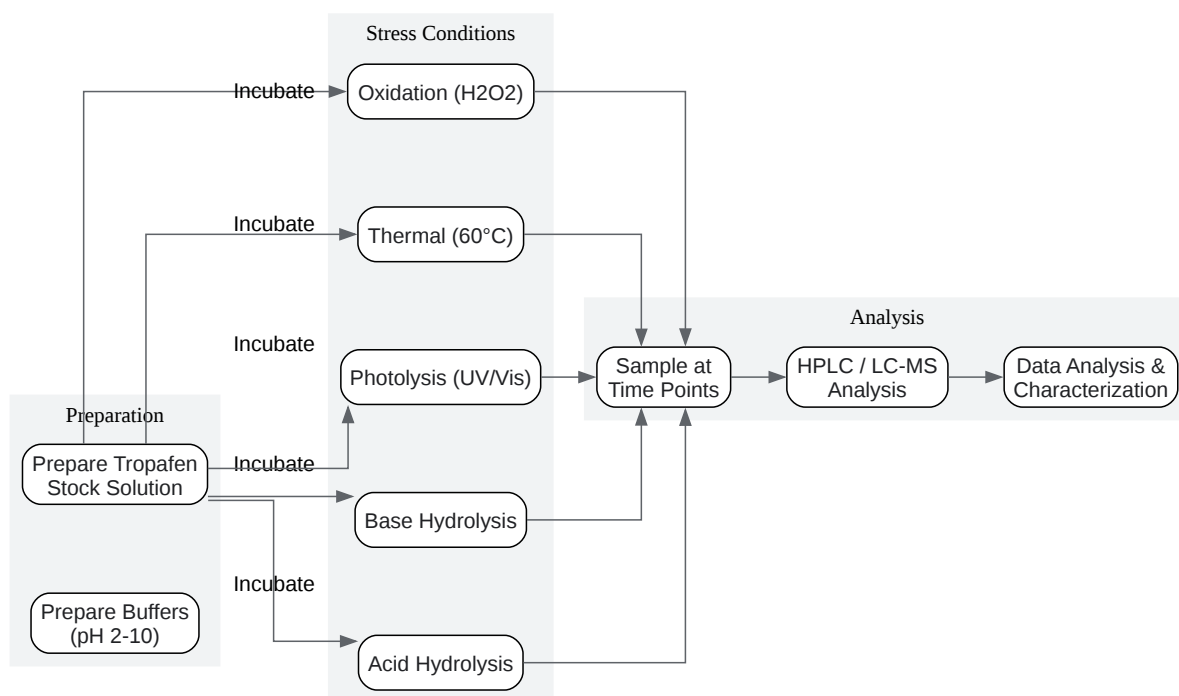 Stress Conditions
Incubate
Oxidation (H2O2)
Incubate
Thermal (60°C)
Incubate
Photolysis (UV/Vis)
Incubate
Base Hydrolysis
Incubate
Acid Hydrolysis
Preparation
Prepare Tropafen
Stock Solution
Prepare Buffers
(pH 2-10)
Analysis
Sample at
Time Points
HPLC / LC-MS
Analysis
Data Analysis &
Characterization